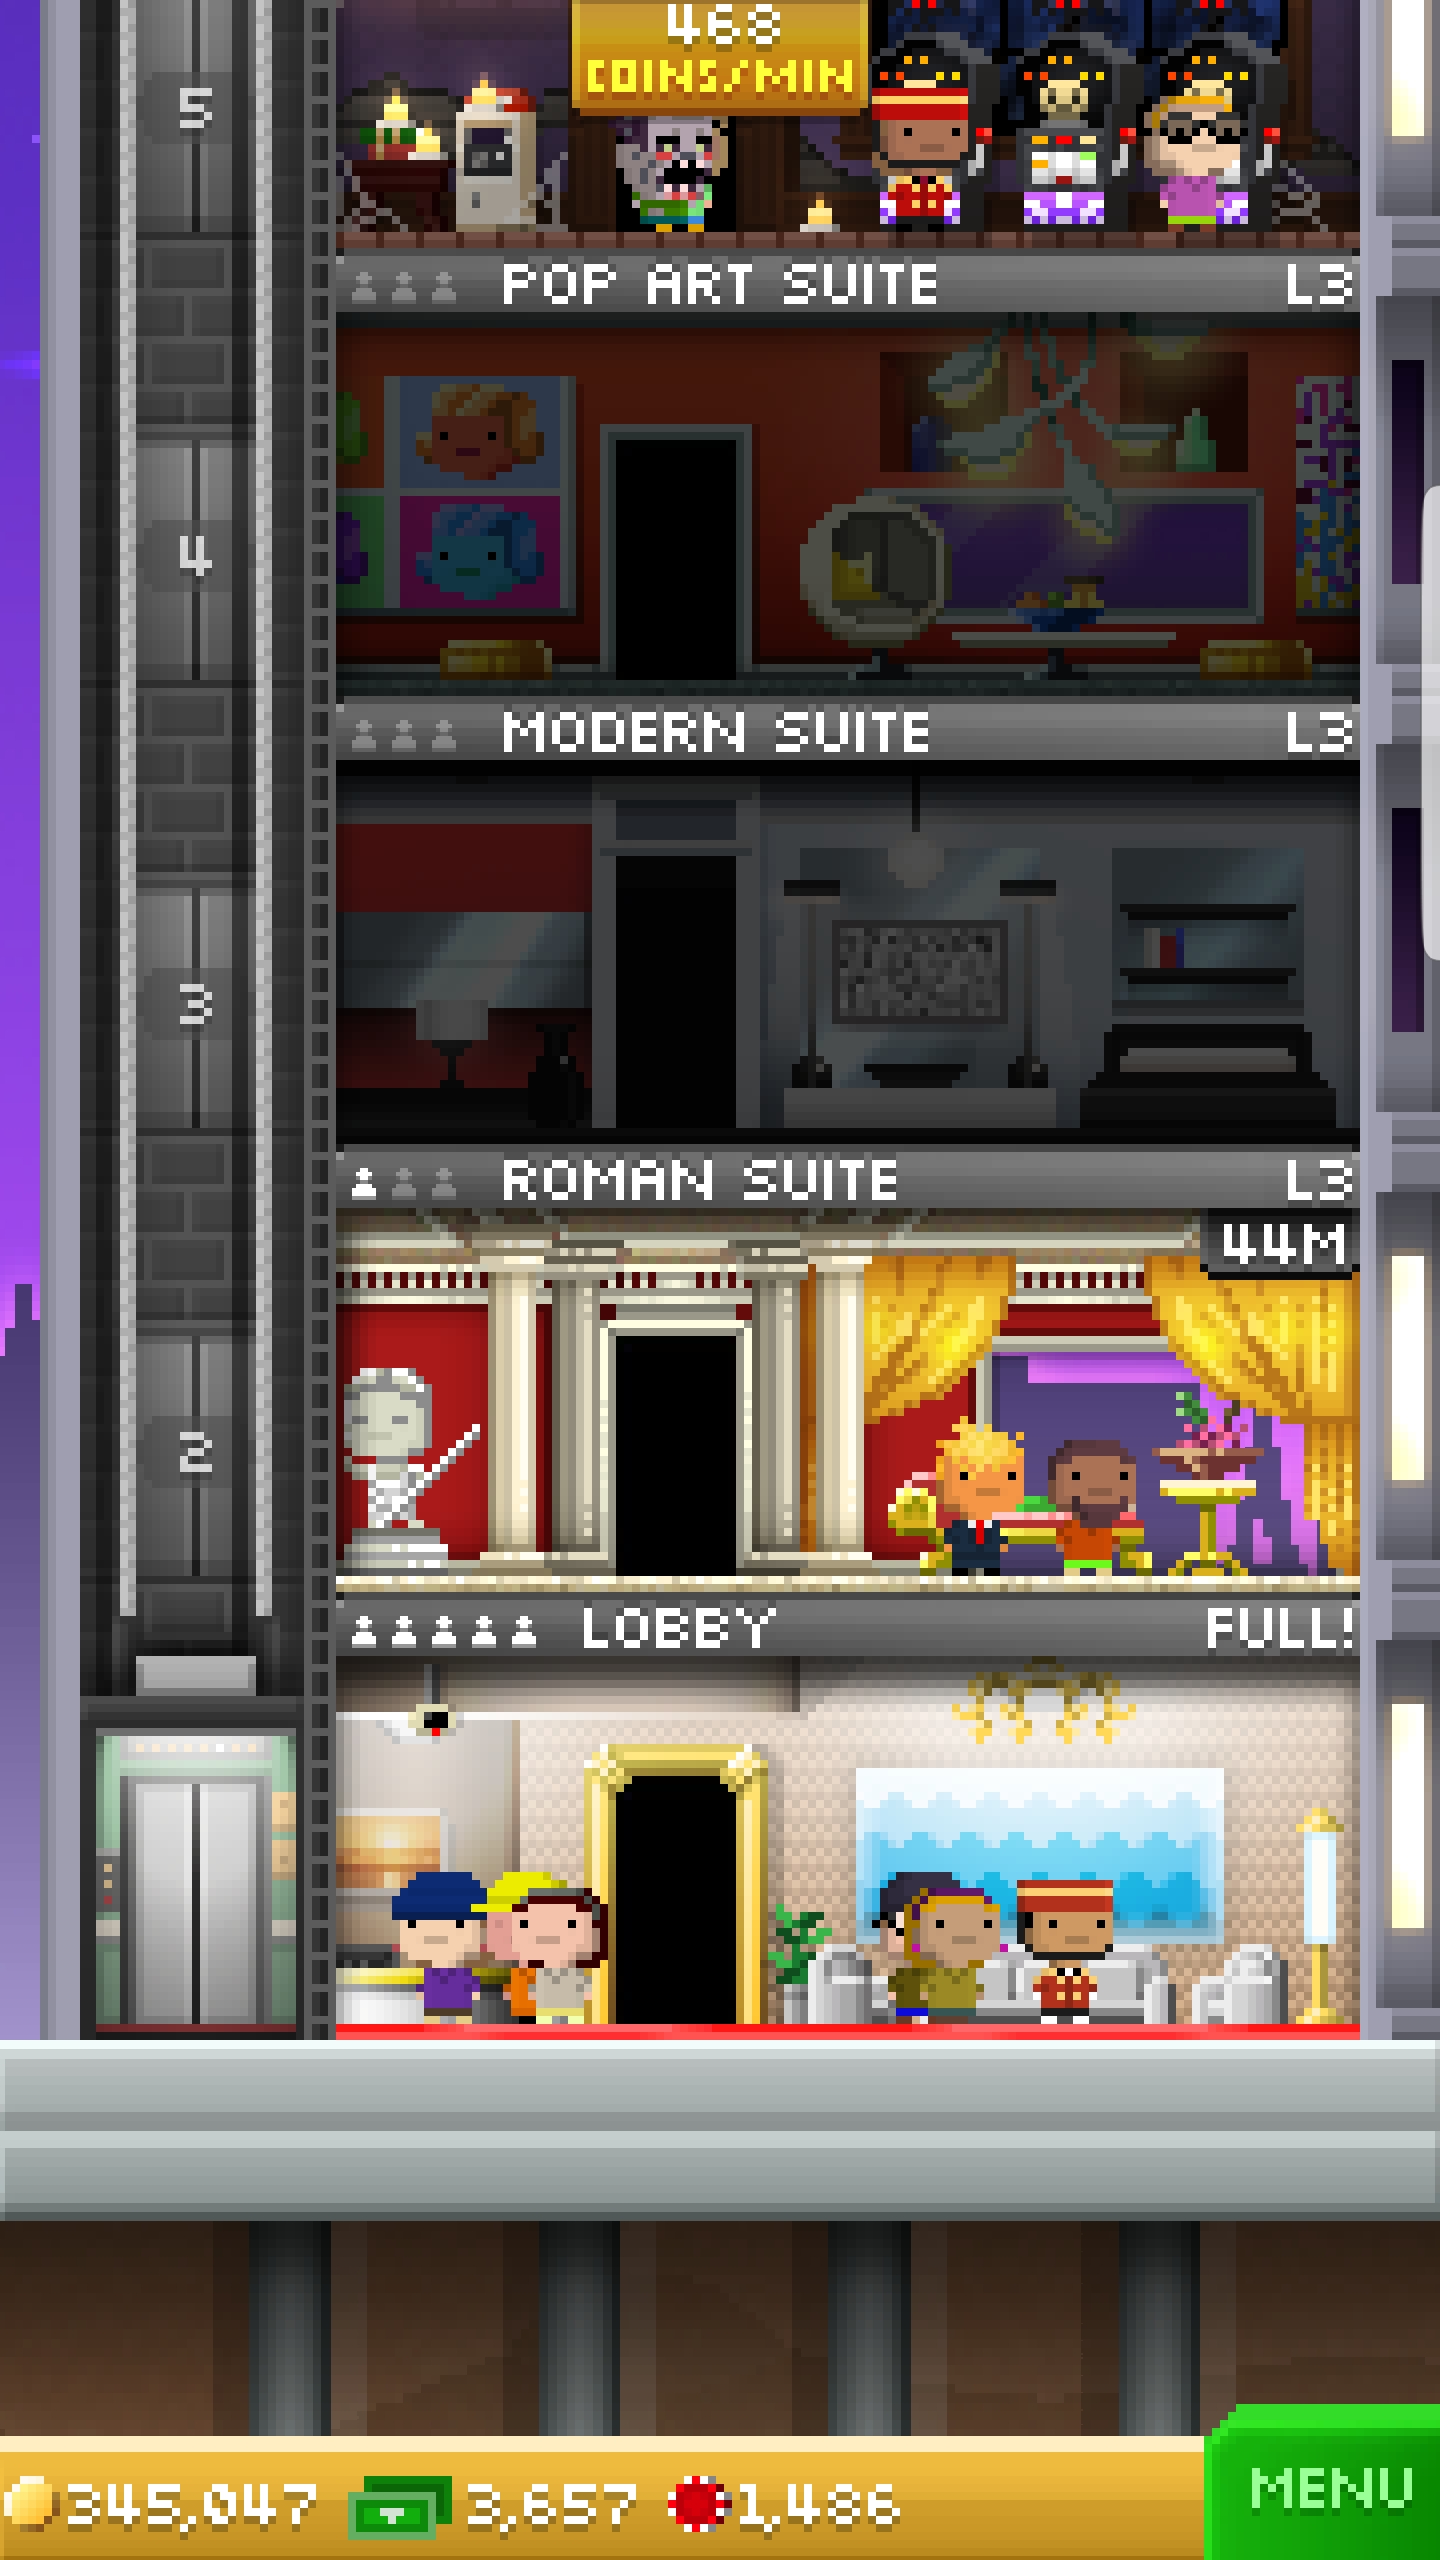 468
COINS/MIN
5
POP ART SUITE L3
4
MODERN SUITE L3
3
ROMAN SUITE L3
44M
2
LOBBY FULL!
345,047 3,657 1,486
MENU